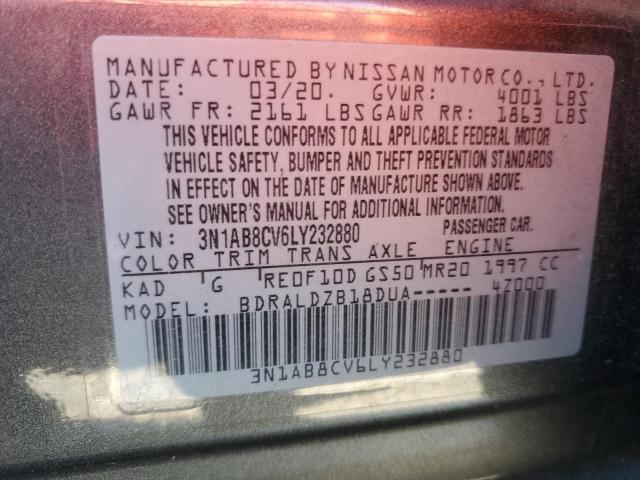 MANUFACTURED BY NISSAN MOTOR CO., LTD.
DATE: 03/20. GVWR: 4001 LBS
GAWR FR: 2161 LBS GAWR RR: 1863 LBS
THIS VEHICLE CONFORMS TO ALL APPLICABLE FEDERAL MOTOR
VEHICLE SAFETY, BUMPER AND THEFT PREVENTION STANDARDS
IN EFFECT ON THE DATE OF MANUFACTURE SHOWN ABOVE.
SEE OWNER'S MANUAL FOR ADDITIONAL INFORMATION.
VIN: 3N1AB8CV6LY232880 PASSENGER CAR.
COLOR TRIM TRANS AXLE ENGINE
KAD G RE0F10D GS50 MR20 1997 CC
MODEL: BDRALDZB18DUA----- 4Z000
3N1AB8CV6LY232880